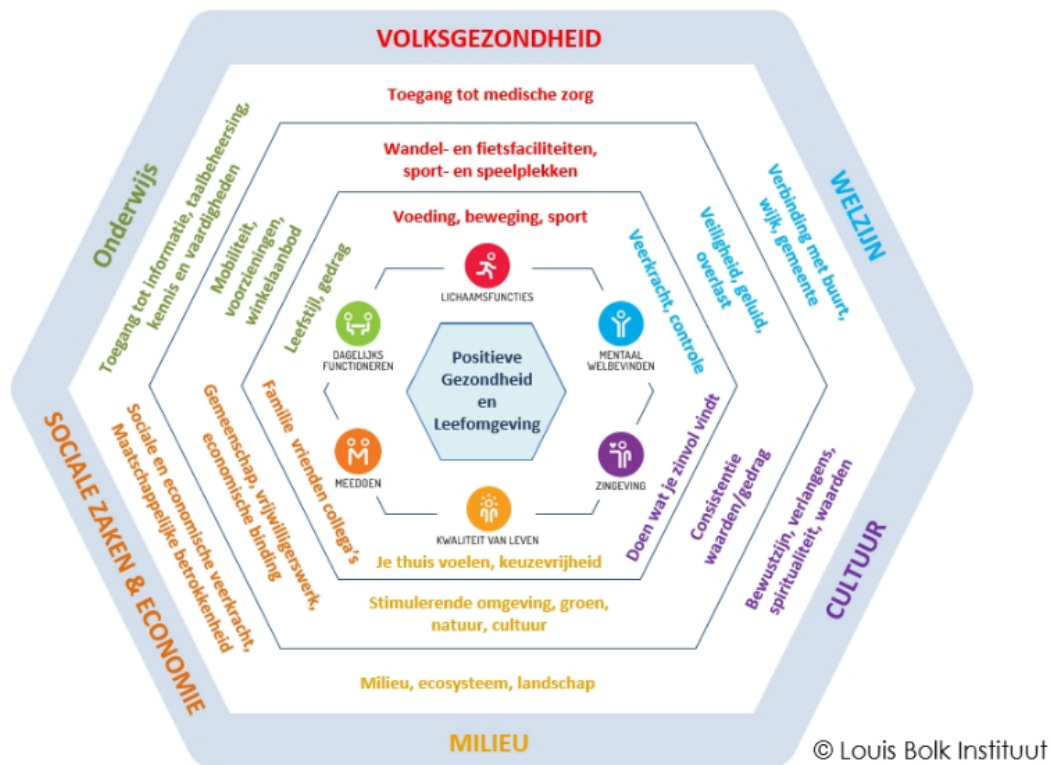 VOLKSGEZONDHEID
Toegang tot medische zorg
Wandel- en fietsfaciliteiten,
sport- en speelplekken
Voeding, beweging, sport
LICHAAMSFUNCTIES
WELZIJN
Verbinding met buurt,
wijk, gemeente
Veiligheid, geluid,
overlast
Veerkracht, controle
MENTAAL
WELBEVINDEN
CULTUUR
Bewustzijn, verlangens,
spiritualiteit, waarden
Consistentie
waarden/gedrag
Doen wat je zinvol vindt
ZINGEVING
KWALITEIT VAN LEVEN
Je thuis voelen, keuzevrijheid
Stimulerende omgeving, groen,
natuur, cultuur
Milieu, ecosysteem, landschap
MILIEU
SOCIALE ZAKEN & ECONOMIE
Sociale en economische veerkracht,
Maatschappelijke betrokkenheid
Gemeenschap, vrijwilligerswerk,
economische binding
Familie vrienden collega's
MEEDOEN
Onderwijs
Toegang tot informatie, taalbeheersing,
kennis en vaardigheden
Mobiliteit,
voorzieningen,
winkelaanbod
Leefstijl, gedrag
DAGELIJKS
FUNCTIONEREN
Positieve
Gezondheid
en
Leefomgeving
© Louis Bolk Instituut